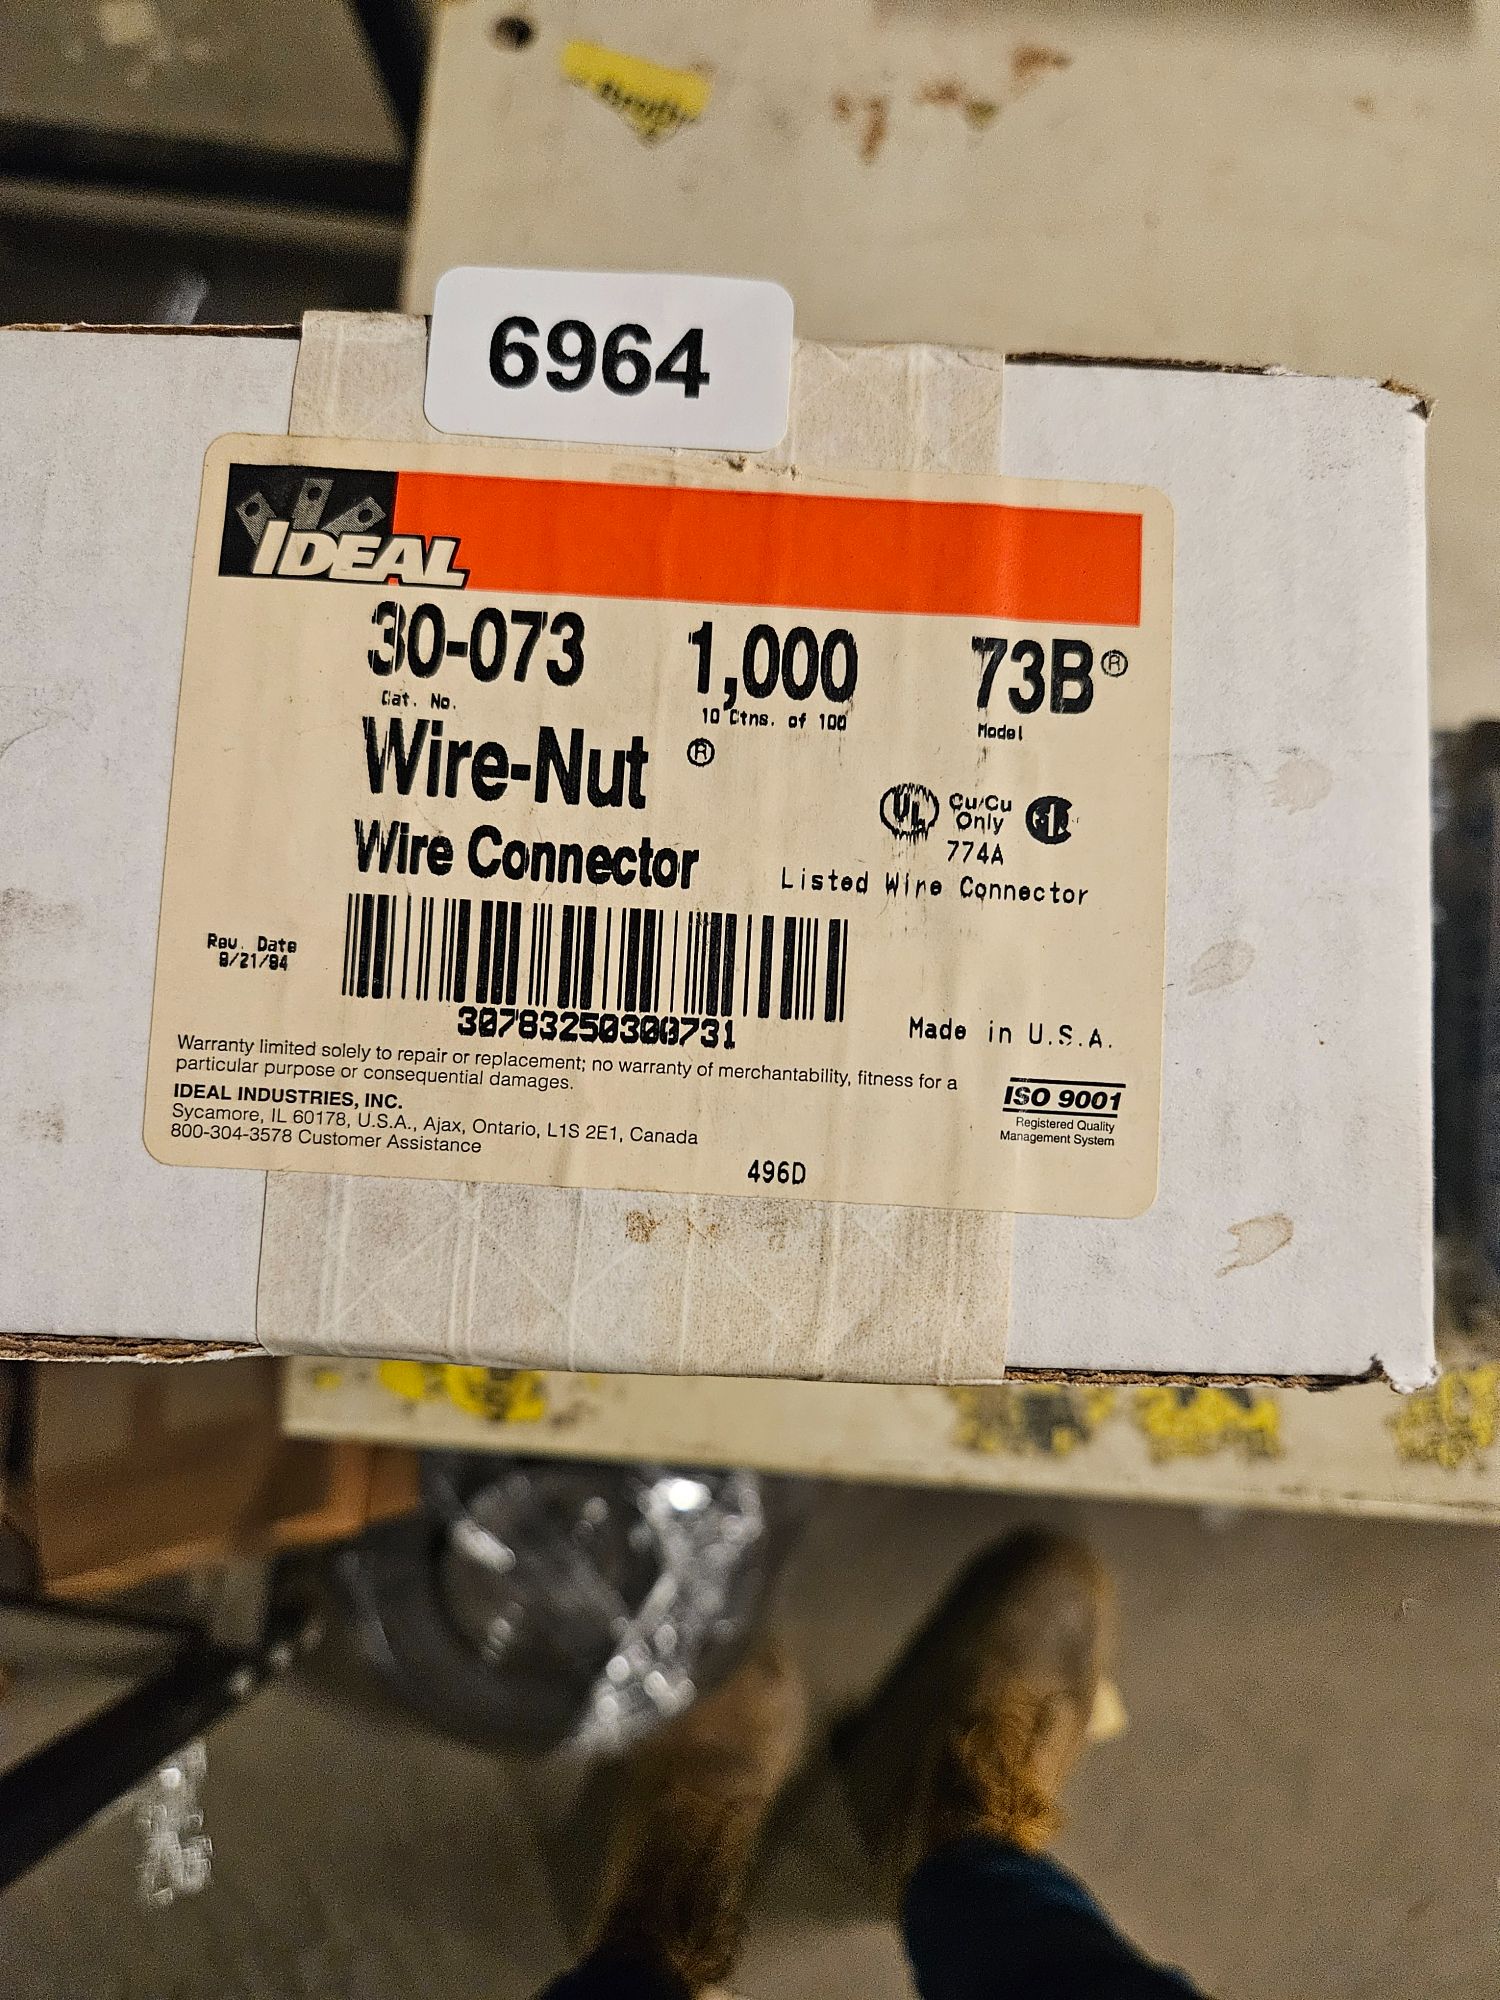 6964
IDEAL
30-073 1,000 73B®
Cat. No. 10 Ctns. of 100 Model
Wire-Nut ®
Wire Connector
UL Cu/Cu Only
774A
Listed Wire Connector
Rev. Date
9/21/94
30783250300731
Made in U.S.A.
Warranty limited solely to repair or replacement; no warranty of merchantability, fitness for a
particular purpose or consequential damages.
IDEAL INDUSTRIES, INC.
Sycamore, IL 60178, U.S.A., Ajax, Ontario, L1S 2E1, Canada
800-304-3578 Customer Assistance
ISO 9001
Registered Quality
Management System
496D